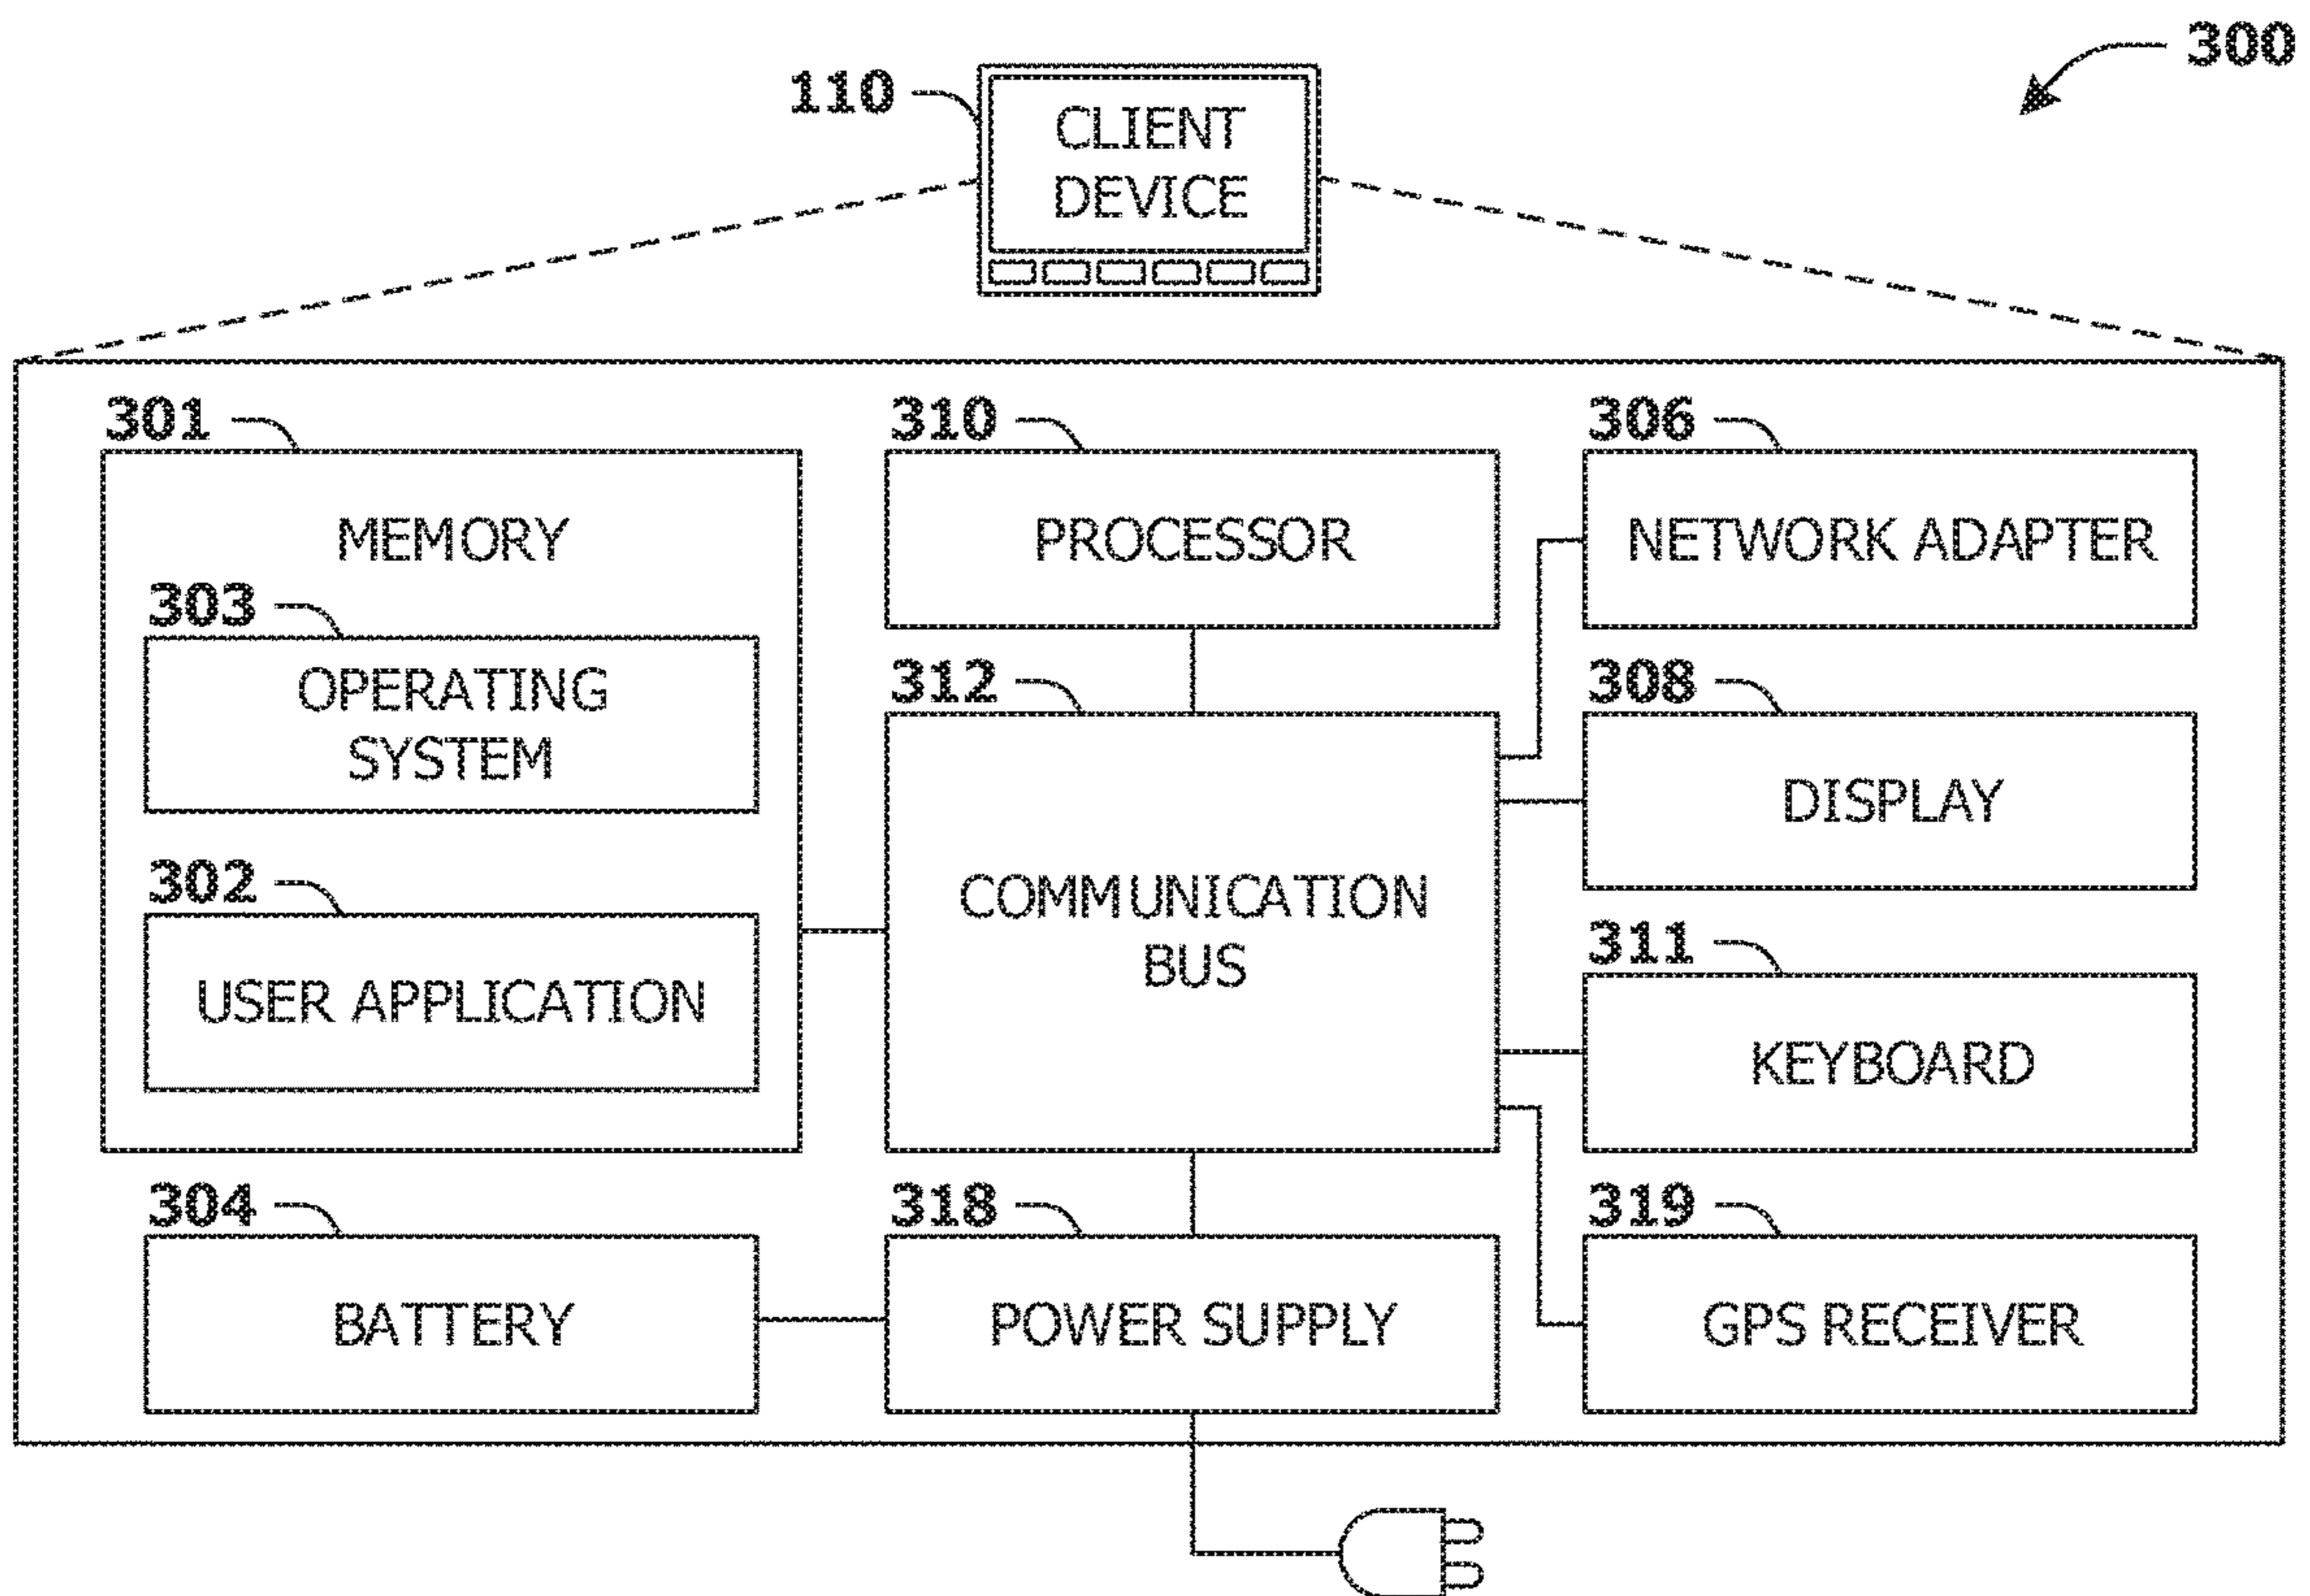 300
110
CLIENT
DEVICE
301
MEMORY
303
OPERATING
SYSTEM
302
USER APPLICATION
304
BATTERY
310
PROCESSOR
312
COMMUNICATION
BUS
318
POWER SUPPLY
306
NETWORK ADAPTER
308
DISPLAY
311
KEYBOARD
319
GPS RECEIVER